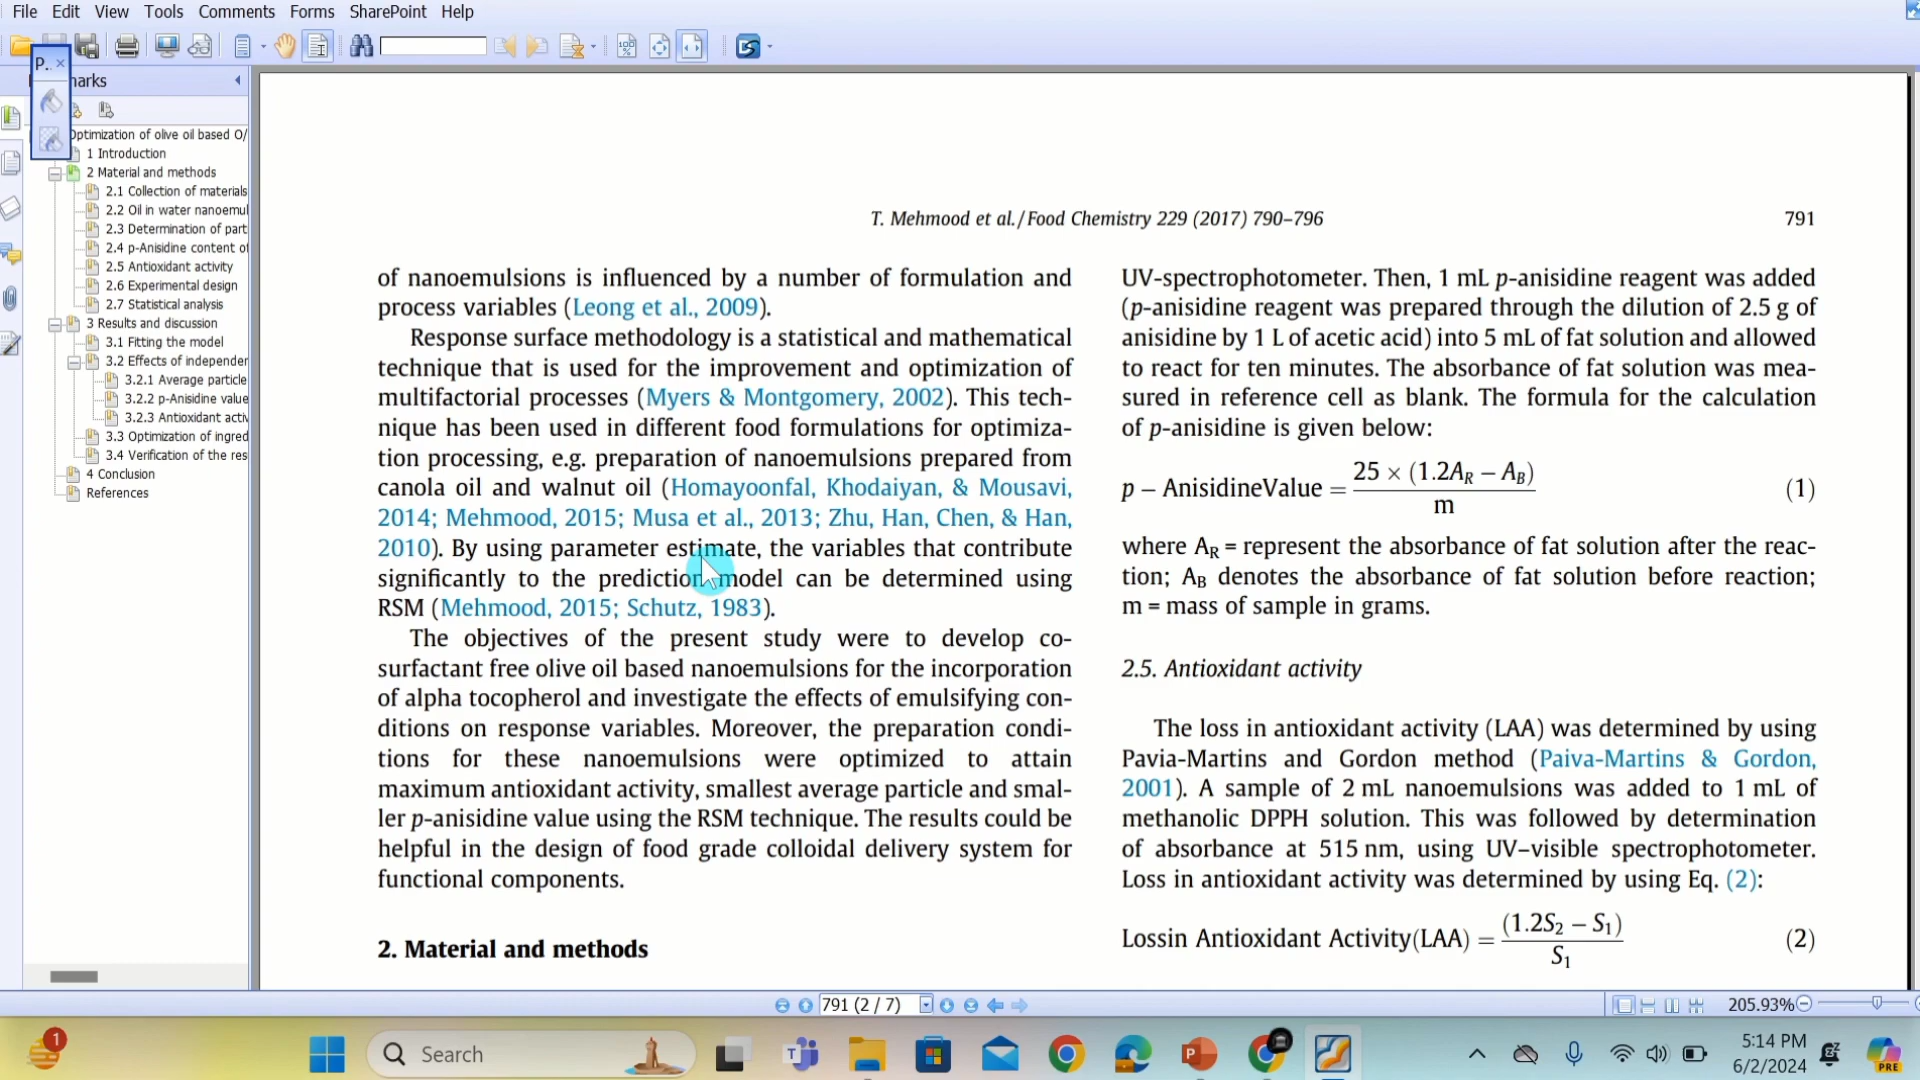 File Edit View Tools Comments Forms SharePoint Help
P..
arks
Optimization of olive oil based O/
1 Introduction
2 Material and methods
2.1 Collection of materials
2.2 Oil in water nanoemul
2.3 Determination of part
2.4 p-Anisidine content of
2.5 Antioxidant activity
2.6 Experimental design
2.7 Statistical analysis
3 Results and discussion
3.1 Fitting the model
3.2 Effects of independer
3.2.1 Average particle
3.2.2 p-Anisidine value
3.2.3 Antioxidant activ
3.3 Optimization of ingred
3.4 Verification of the res
4 Conclusion
References
T. Mehmood et al. / Food Chemistry 229 (2017) 790–796
791
of nanoemulsions is influenced by a number of formulation and
process variables (Leong et al., 2009).
Response surface methodology is a statistical and mathematical
technique that is used for the improvement and optimization of
multifactorial processes (Myers & Montgomery, 2002). This tech-
nique has been used in different food formulations for optimiza-
tion processing, e.g. preparation of nanoemulsions prepared from
canola oil and walnut oil (Homayoonfal, Khodaiyan, & Mousavi,
2014; Mehmood, 2015; Musa et al., 2013; Zhu, Han, Chen, & Han,
2010). By using parameter estimate, the variables that contribute
significantly to the prediction model can be determined using
RSM (Mehmood, 2015; Schutz, 1983).
The objectives of the present study were to develop co-
surfactant free olive oil based nanoemulsions for the incorporation
of alpha tocopherol and investigate the effects of emulsifying con-
ditions on response variables. Moreover, the preparation condi-
tions for these nanoemulsions were optimized to attain
maximum antioxidant activity, smallest average particle and smal-
ler p-anisidine value using the RSM technique. The results could be
helpful in the design of food grade colloidal delivery system for
functional components.
2. Material and methods
UV-spectrophotometer. Then, 1 mL p-anisidine reagent was added
(p-anisidine reagent was prepared through the dilution of 2.5 g of
anisidine by 1 L of acetic acid) into 5 mL of fat solution and allowed
to react for ten minutes. The absorbance of fat solution was mea-
sured in reference cell as blank. The formula for the calculation
of p-anisidine is given below:
p – AnisidineValue = 25 × (1.2A_R – A_B) / m (1)
where A_R = represent the absorbance of fat solution after the reac-
tion; A_B denotes the absorbance of fat solution before reaction;
m = mass of sample in grams.
2.5. Antioxidant activity
The loss in antioxidant activity (LAA) was determined by using
Pavia-Martins and Gordon method (Paiva-Martins & Gordon,
2001). A sample of 2 mL nanoemulsions was added to 1 mL of
methanolic DPPH solution. This was followed by determination
of absorbance at 515 nm, using UV–visible spectrophotometer.
Loss in antioxidant activity was determined by using Eq. (2):
Lossin Antioxidant Activity(LAA) = (1.2S_2 – S_1) / S_1 (2)
791 (2 / 7)
205.93%
1
Search
5:14 PM
6/2/2024
PRE